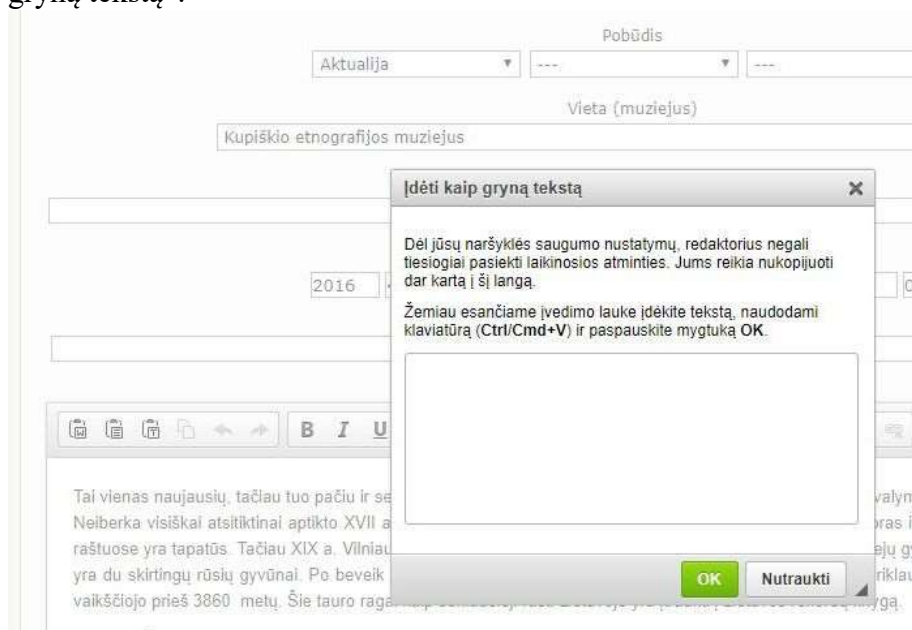 gryną tekstą".
Pobūdis
Aktualija --- ---
Vieta (muziejus)
Kupiškio etnografijos muziejus
Įdėti kaip gryną tekstą
Dėl jūsų naršyklės saugumo nustatymų, redaktorius negali
tiesiogiai pasiekti laikinosios atminties. Jums reikia nukopijuoti
dar kartą į šį langą.
2016
Žemiau esančiame įvedimo lauke įdėkite tekstą, naudodami
klaviatūrą (Ctrl/Cmd+V) ir paspauskite mygtuką OK.
B I U
Tai vienas naujausių, tačiau tuo pačiu ir se
Neiberka visiškai atsitiktinai aptikto XVII a
raštuose yra tapatūs. Tačiau XIX a. Vilniau
yra du skirtingų rūsių gyvūnai. Po beveik
vaikščiojo prieš 3860 metų. Šie tauro raga
OK Nutraukti